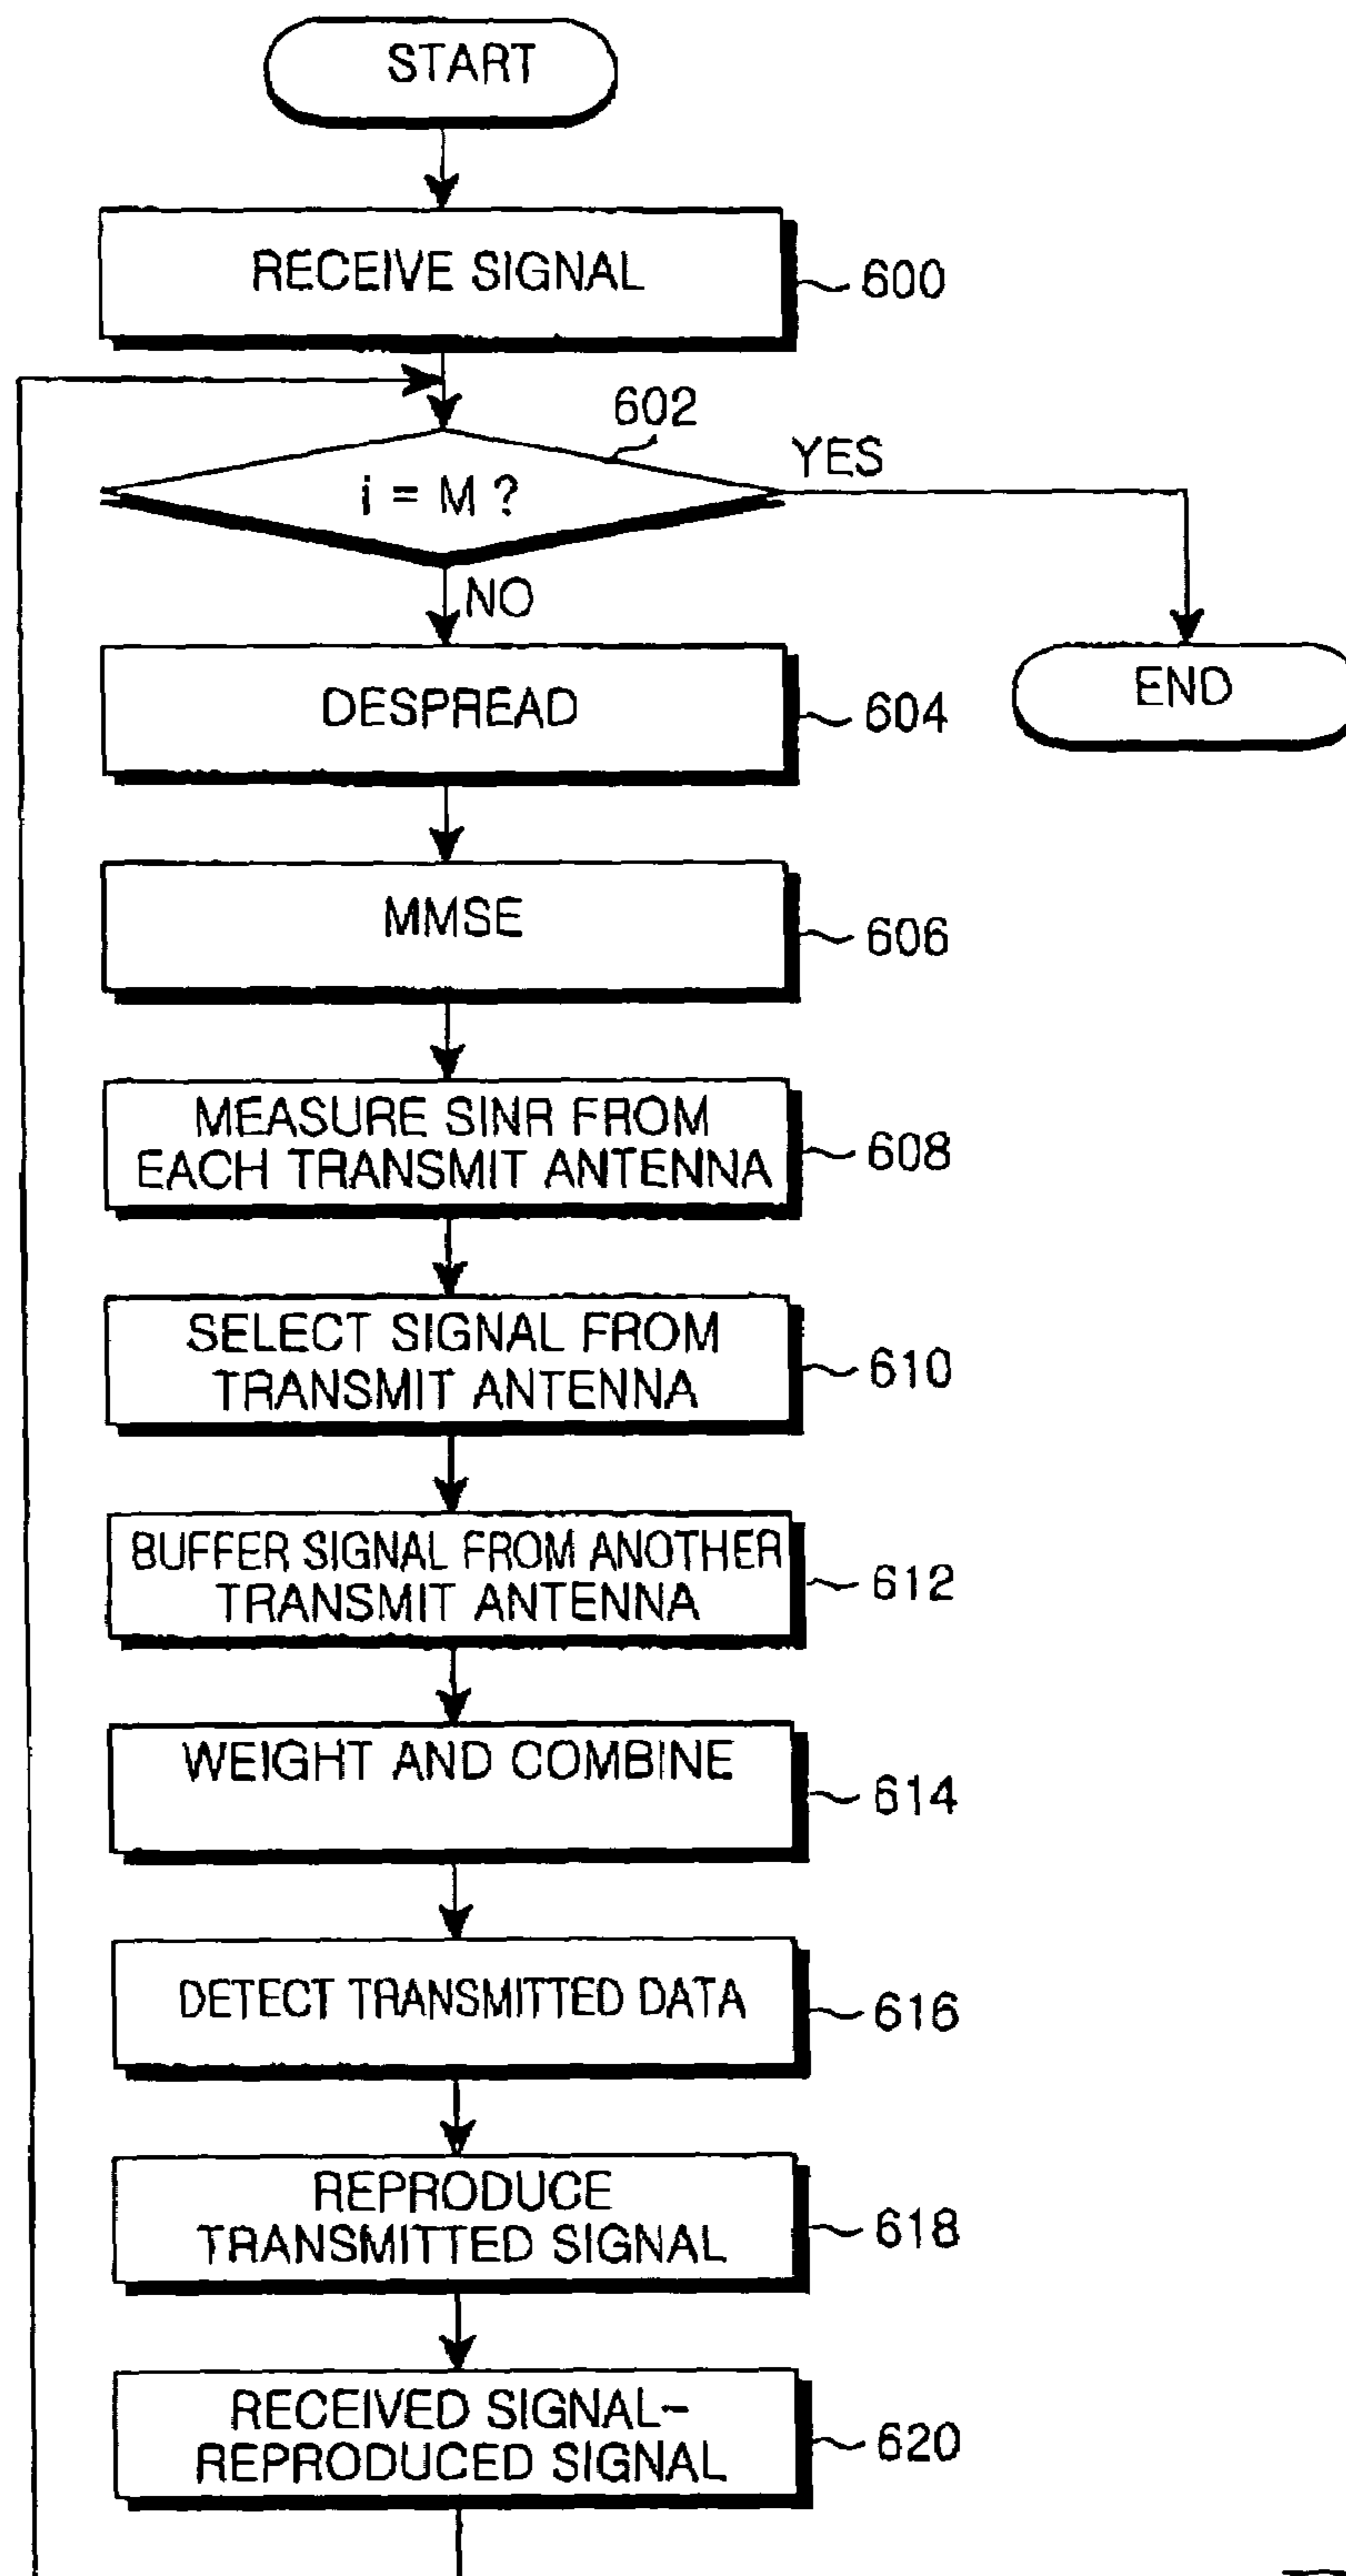 START
RECEIVE SIGNAL
600
602
i = M ?
YES
NO
DESPREAD
604
END
MMSE
606
MEASURE SINR FROM
EACH TRANSMIT ANTENNA
608
SELECT SIGNAL FROM
TRANSMIT ANTENNA
610
BUFFER SIGNAL FROM ANOTHER
TRANSMIT ANTENNA
612
WEIGHT AND COMBINE
614
DETECT TRANSMITTED DATA
616
REPRODUCE
TRANSMITTED SIGNAL
618
RECEIVED SIGNAL-
REPRODUCED SIGNAL
620